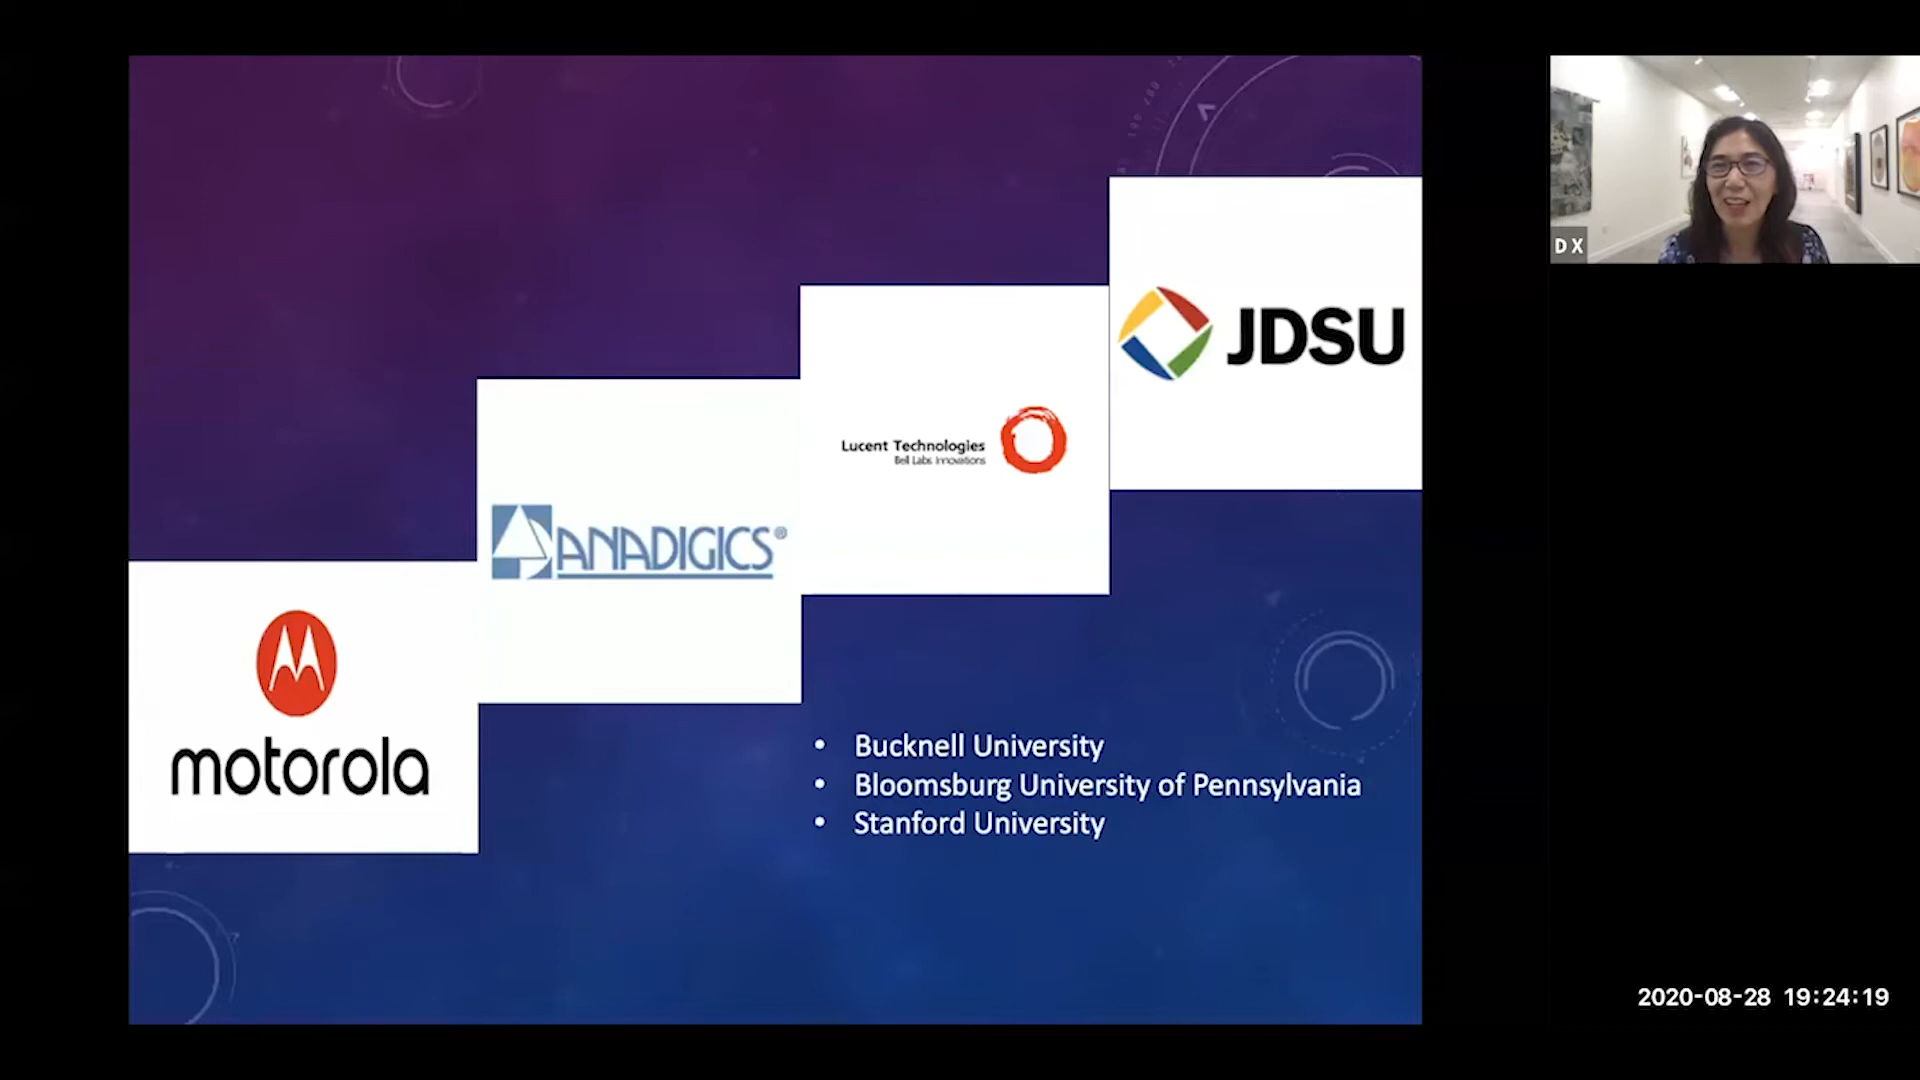 JDSU
Lucent Technologies
Bell Labs Innovations
ANADIGICS®
motorola
• Bucknell University
• Bloomsburg University of Pennsylvania
• Stanford University
D X
2020-08-28 19:24:19